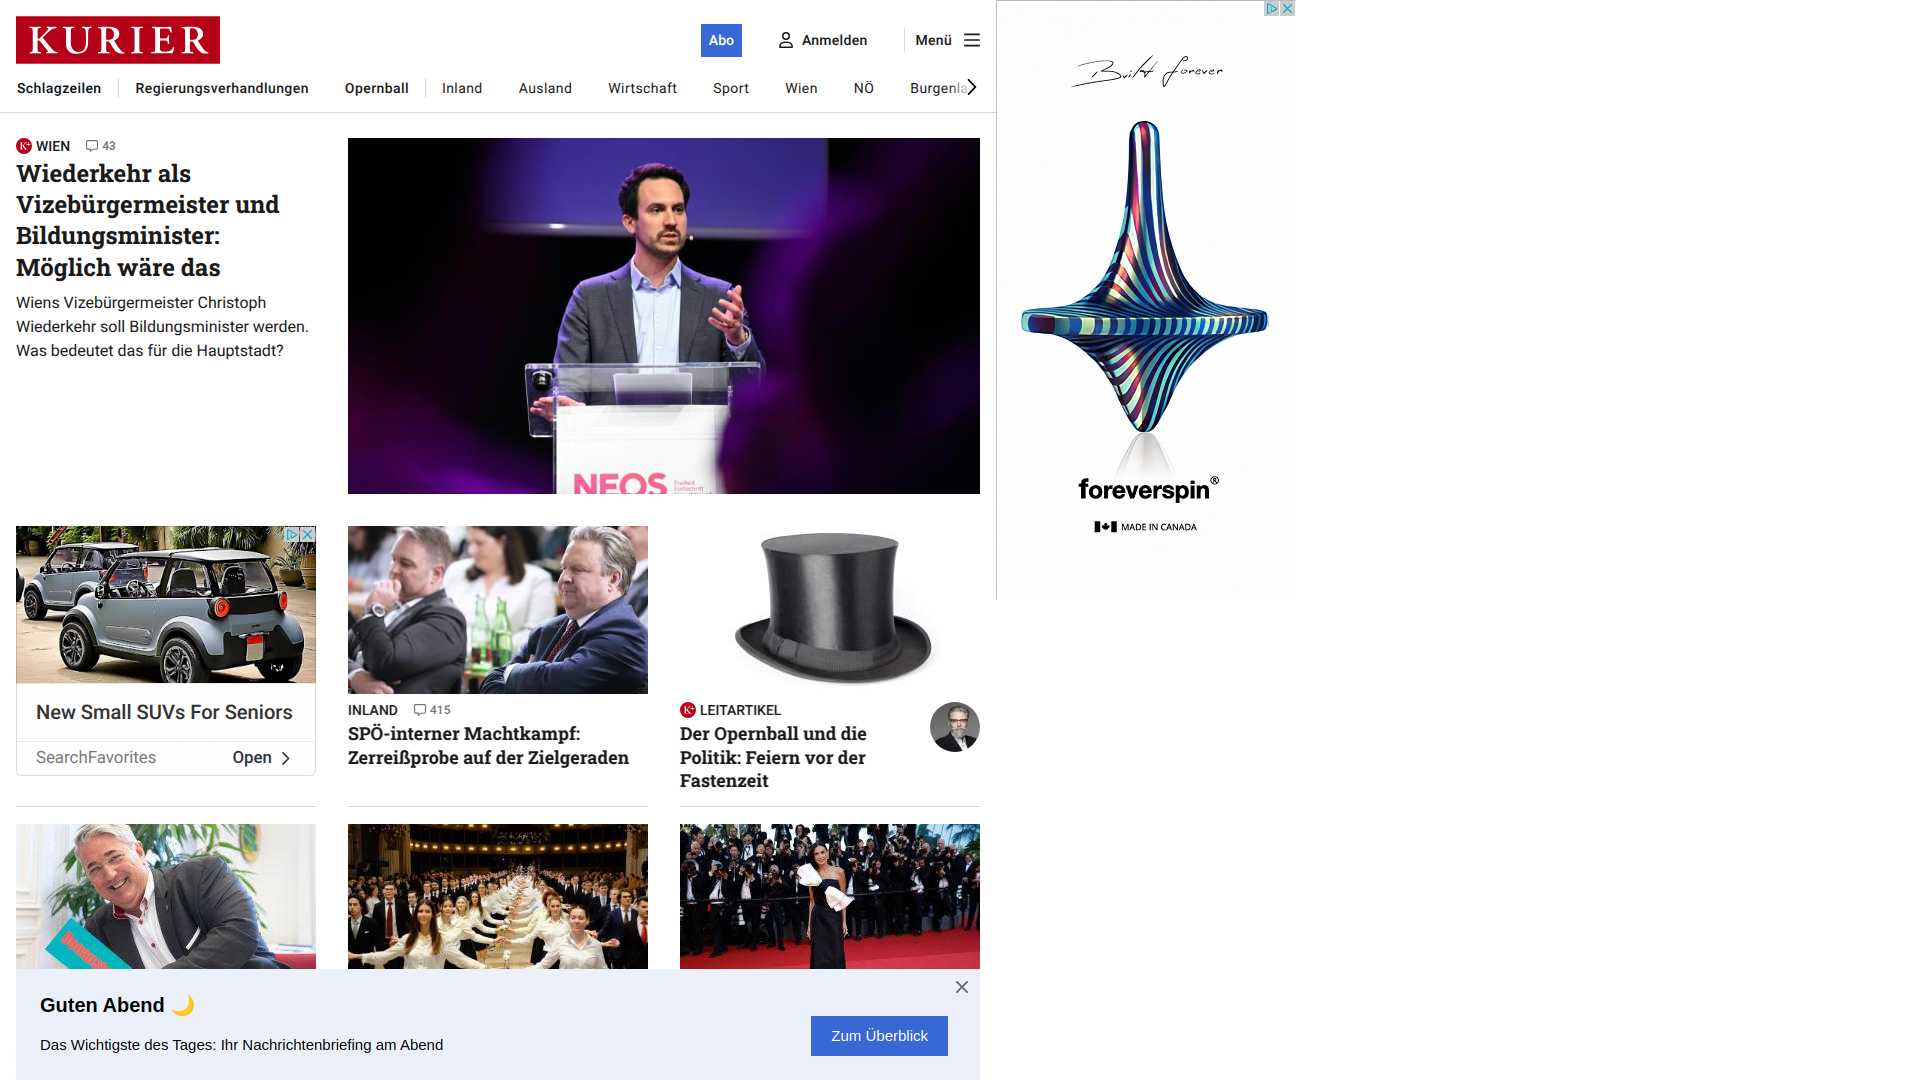 KURIER
Abo
Anmelden
Menü
Schlagzeilen
Regierungsverhandlungen
Opernball
Inland
Ausland
Wirtschaft
Sport
Wien
NÖ
WIEN 43
Wiederkehr als
Vizebürgermeister und
Bildungsminister:
Möglich wäre das
Wiens Vizebürgermeister Christoph
Wiederkehr soll Bildungsminister werden.
Was bedeutet das für die Hauptstadt?
NEOS
Built forever
foreverspin®
MADE IN CANADA
New Small SUVs For Seniors
SearchFavorites
Open
INLAND 415
SPÖ-interner Machtkampf:
Zerreißprobe auf der Zielgeraden
K+ LEITARTIKEL
Der Opernball und die
Politik: Feiern vor der
Fastenzeit
Guten Abend 🌙
Das Wichtigste des Tages: Ihr Nachrichtenbriefing am Abend
Zum Überblick